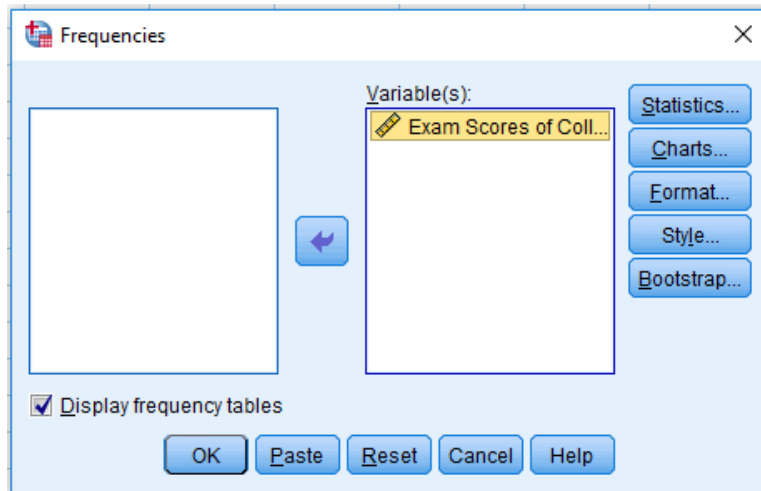 Frequencies
Variable(s):
Exam Scores of Coll...
Statistics...
Charts...
Format...
Style...
Bootstrap...
Display frequency tables
OK
Paste
Reset
Cancel
Help